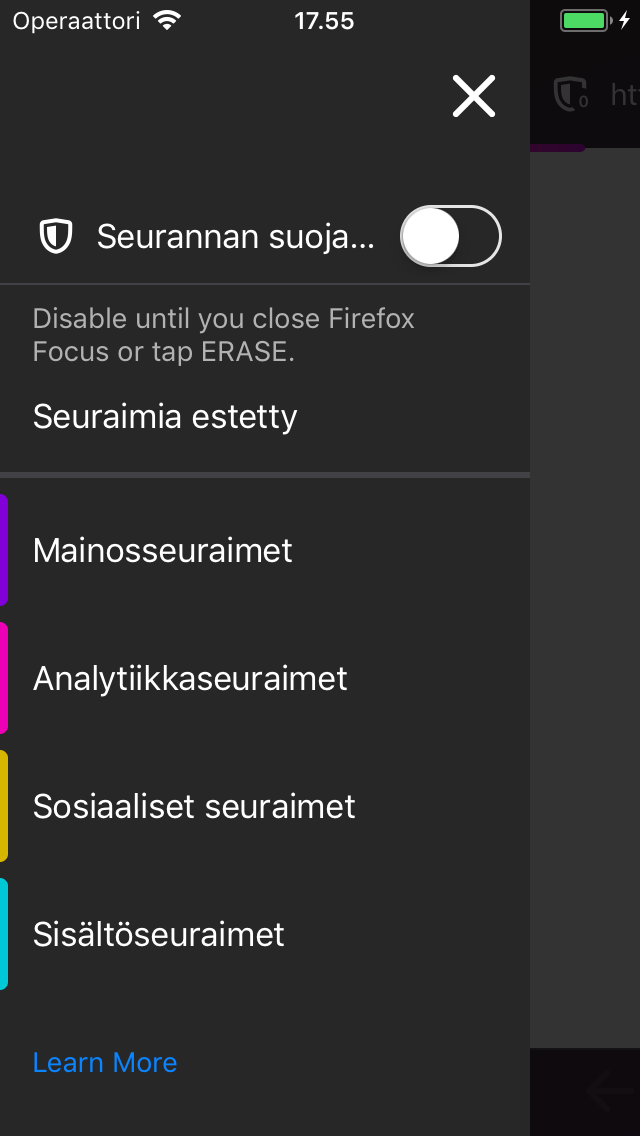 Operaattori 17.55
0 ht
Seurannan suoja...
Disable until you close Firefox
Focus or tap ERASE.
Seuraimia estetty
Mainosseuraimet
Analytiikkaseuraimet
Sosiaaliset seuraimet
Sisältöseuraimet
Learn More